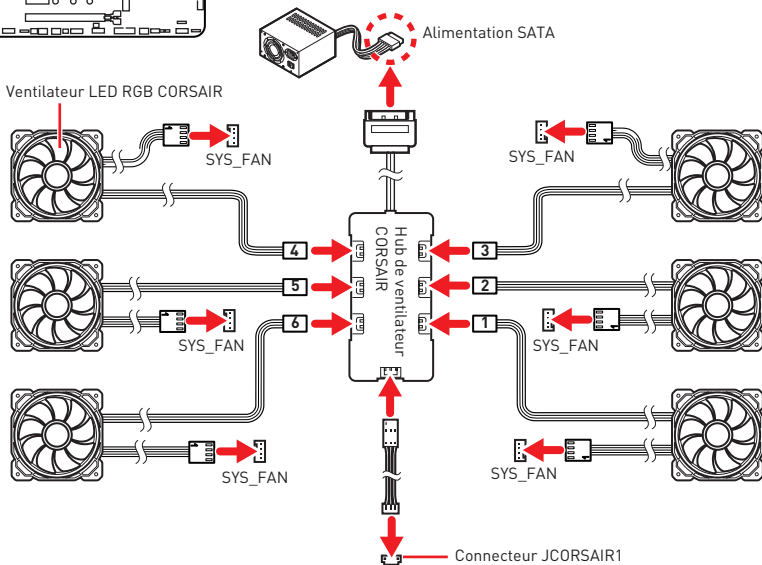 Alimentation SATA
Ventilateur LED RGB CORSAIR
SYS_FAN
SYS_FAN
4
3
5
2
6
1
Hub de ventilateur
CORSAIR
SYS_FAN
SYS_FAN
SYS_FAN
SYS_FAN
Connecteur JCORSAIR1